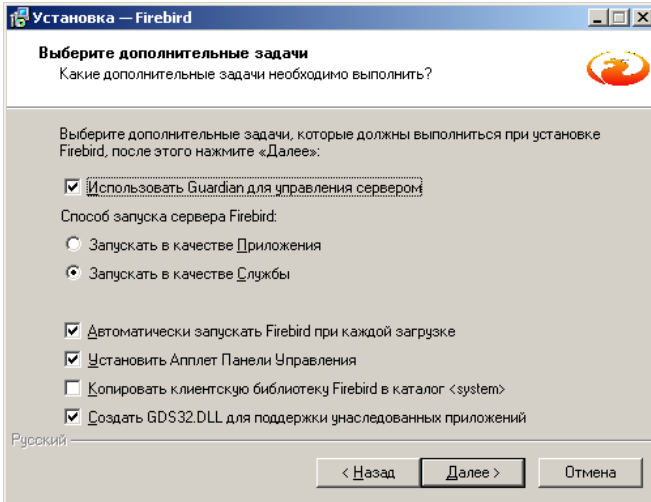 Установка — Firebird
Выберите дополнительные задачи
Какие дополнительные задачи необходимо выполнить?
Выберите дополнительные задачи, которые должны выполниться при установке
Firebird, после этого нажмите «Далее»:
Использовать Guardian для управления сервером
Способ запуска сервера Firebird:
Запускать в качестве Приложения
Запускать в качестве Службы
Автоматически запускать Firebird при каждой загрузке
Установить Апплет Панели Управления
Копировать клиентскую библиотеку Firebird в каталог <system>
Создать GDS32.DLL для поддержки унаследованных приложений
Русский
< Назад Далее > Отмена